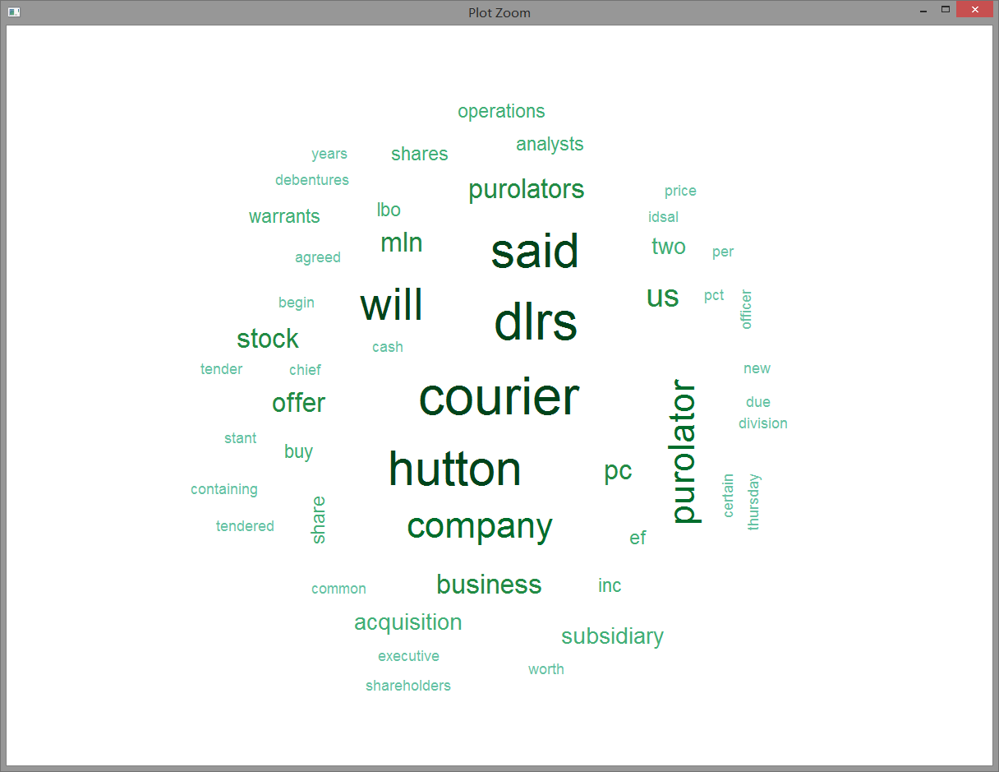 Plot Zoom
operations
analysts
years
shares
debentures
purolators
price
warrants
lbo
idsal
mln
said
two
per
agreed
will
us
pct
officer
begin
dlrs
stock
cash
tender
chief
new
offer
courier
due
division
stant
buy
purolator
hutton
pc
containing
certain
thursday
tendered
share
company
ef
common
business
inc
acquisition
subsidiary
executive
worth
shareholders